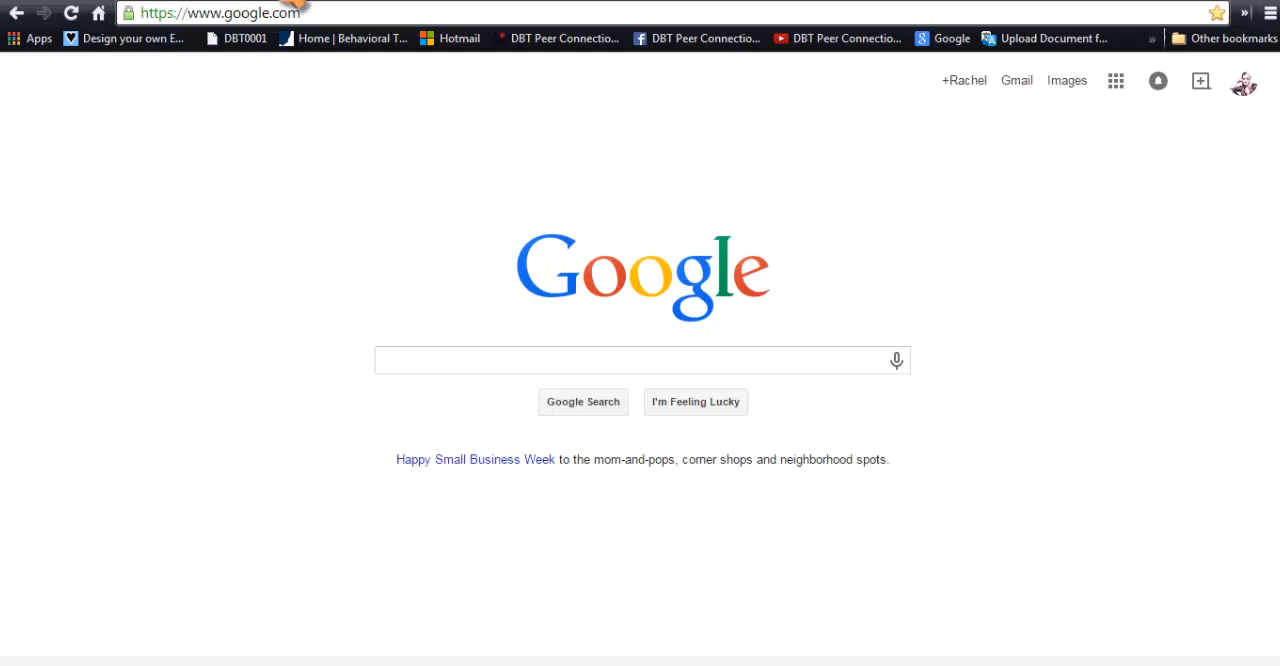 https://www.google.com
Apps Design your own E... DBT0001 Home | Behavioral T... Hotmail DBT Peer Connectio... DBT Peer Connectio... DBT Peer Connectio... Google Upload Document f... » Other bookmarks
+Rachel Gmail Images
Google
Google Search I'm Feeling Lucky
Happy Small Business Week to the mom-and-pops, corner shops and neighborhood spots.